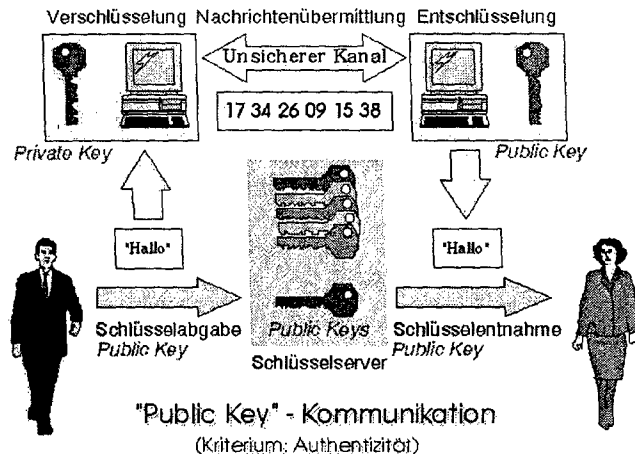 Verschlüsselung Nachrichtenübermittlung Entschlüsselung
Unsicherer Kanal
17 34 26 09 15 38
Private Key
Public Key
"Hallo"
"Hallo"
Schlüsselabgabe
Public Key
Public Keys
Schlüsselserver
Schlüsselentnahme
Public Key
"Public Key" - Kommunikation
(Kriterium: Authentizität)